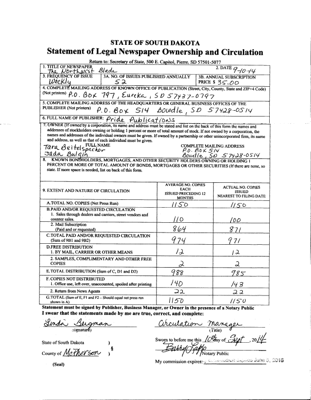 STATE OF SOUTH DAKOTA
Statement of Legal Newspaper Ownership and Circulation
Return to: Secretary of State, 500 E. Capitol, Pierre, SD 57501-5077
1. TITLE OF NEWSPAPER
The Northwest Blade
2. DATE 9-10-14
3. FREQUENCY OF ISSUE
Weekly
3A. NO. OF ISSUES PUBLISHED ANNUALLY
52
3B. ANNUAL SUBSCRIPTION
PRICE $ 35.00
4. COMPLETE MAILING ADDRESS OF KNOWN OFFICE OF PUBLICATION (Street, City, County, State and ZIP+4 Code)
(Not printers) P.O. Box 797, Eureka, SD 57437-0797
5. COMPLETE MAILING ADDRESS OF THE HEADQUARTERS OR GENERAL BUSINESS OFFICES OF THE
PUBLISHER (Not printers) P.O. Box 514 Bowdle, SD 57428-0514
6. FULL NAME OF PUBLISHER: Pride Publications
7. OWNER (If owned by a corporation, its name and address must be stated and list on the back of this form the names and
addresses of stockholders owning or holding 1 percent or more of total amount of stock. If not owned by a corporation, the
names and addresses of the individual owners must be given. If owned by a partnership or other unincorporated firm, its name
and address, as well as that of each individual must be given.
FULL NAME
COMPLETE MAILING ADDRESS
Tara Beitelspacher
P.O. Box 514
Bowdle, SD 57428-0514
8. KNOWN BONDHOLDERS, MORTGAGES, AND OTHER SECURITY HOLDERS OWNING OR HOLDING 1
PERCENT OR MORE OF TOTAL AMOUNT OF BONDS, MORTGAGES OR OTHER SECURITIES (If there are none, so
state. If more space is needed, list on back of this form.
9. EXTENT AND NATURE OF CIRCULATION
AVERAGE NO. COPIES
EACH
ISSUED PRECEDING 12
MONTHS
ACTUAL NO. COPIES
ISSUED
NEAREST TO FILING DATE
A. TOTAL NO. COPIES (Net Press Run) 1150 1150
B. PAID AND/OR REQUESTED CIRCULATION
1. Sales through dealers and carriers, street vendors and
counter sales. 110 100
2. Mail Subscription
(Paid and or requested) 864 871
C. TOTAL PAID AND/OR REQUESTED CIRCULATION
(Sum of 9B1 and 9B2) 974 971
D. FREE DISTRIBUTION
1. BY MAIL, CARRIER OR OTHER MEANS 12 12
2. SAMPLES, COMPLIMENTARY AND OTHER FREE
COPIES 2 2
E. TOTAL DISTRIBUTION (Sum of C, D1 and D3) 988 985
F. COPIES NOT DISTRIBUTED
1. Office use, left over, unaccounted, spoiled after printing 140 143
2. Return from News Agents 22 22
G. TOTAL (Sum of E, F1 and F2 - Should equal net press run
shown in A) 1150 1150
Statement must be signed by Publisher, Business Manager, or Owner in the presence of a Notary Public
I swear that the statements made by me are true, correct, and complete:
Circulation Manager
(signature)
(Title)
State of South Dakota )
County of McPherson )
Sworn to before me this 10th day of Sept, 2014
Notary Public
My commission expires:
(Seal)